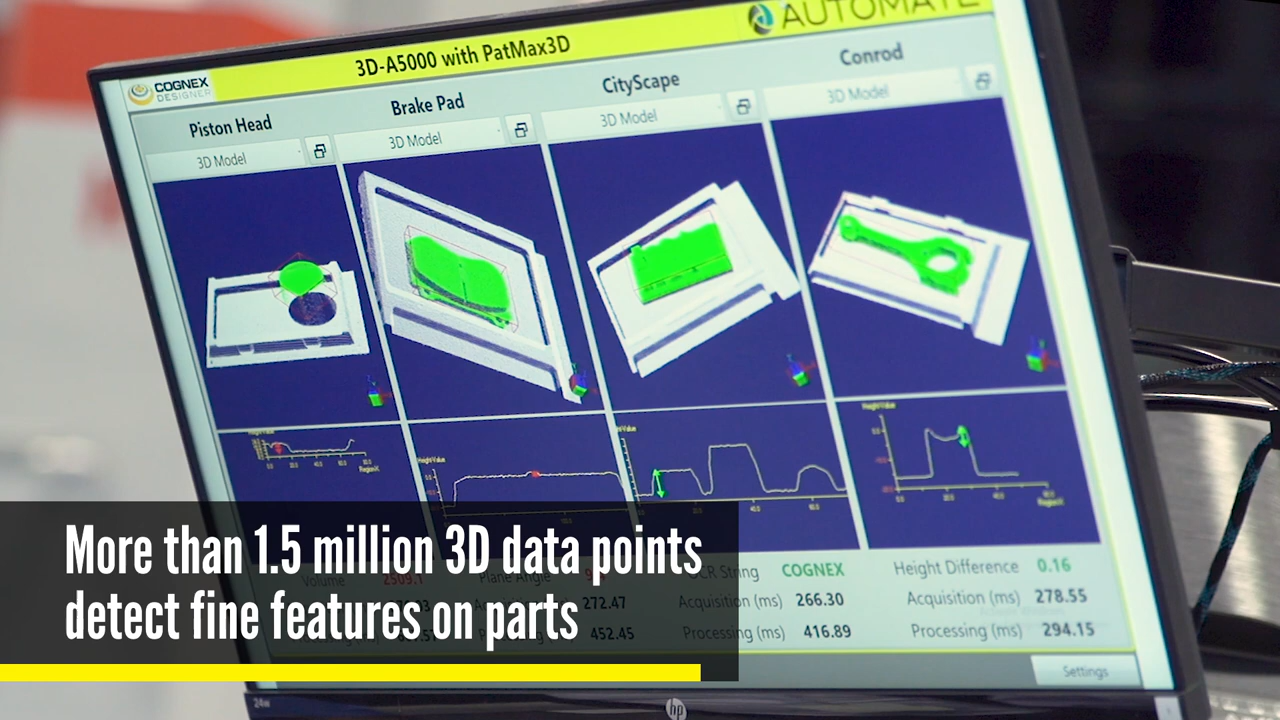 AUTOMATE
3D-A5000 with PatMax3D
COGNEX
DESIGNER
Piston Head
Brake Pad
CityScape
Conrod
3D Model
3D Model
3D Model
3D Model
Volume 2509.1
Plane Angle
OCR String COGNEX
Height Difference 0.16
272.47
Acquisition (ms) 266.30
Acquisition (ms) 278.55
452.45
Processing (ms) 416.89
Processing (ms) 294.15
Settings
More than 1.5 million 3D data points
detect fine features on parts
24w
hp